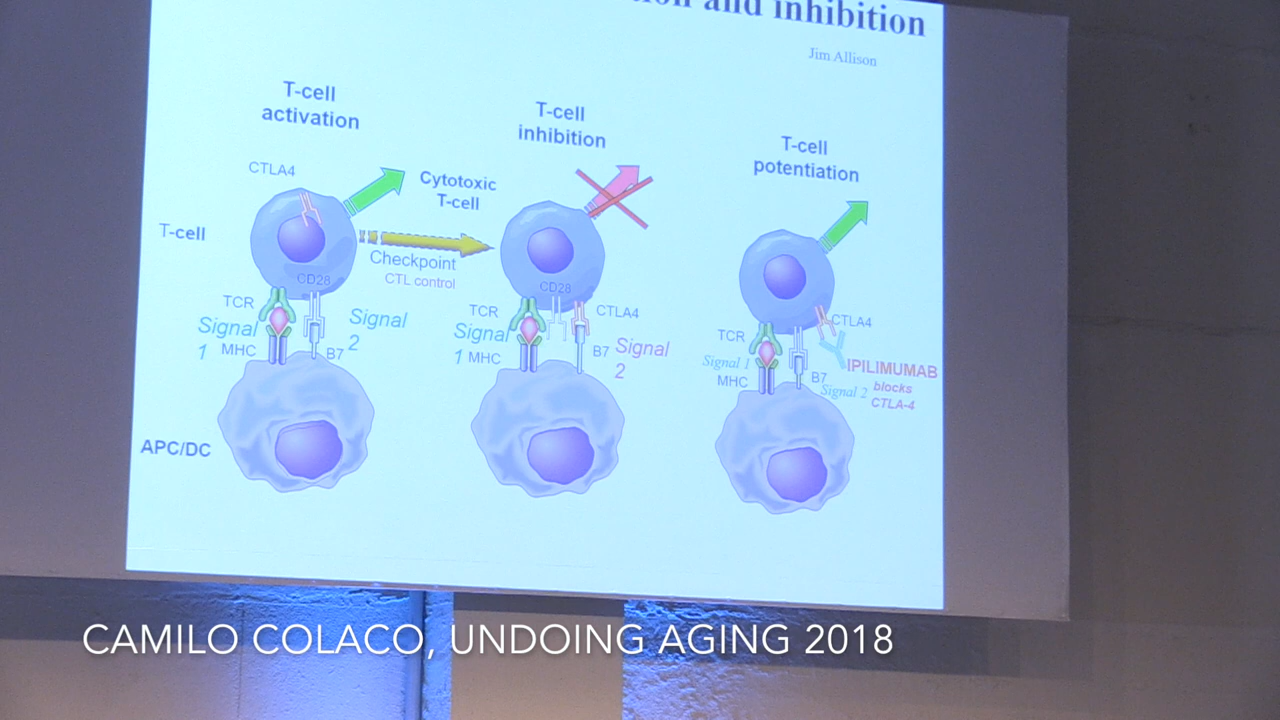 and inhibition
Jim Allison
T-cell
activation
T-cell
inhibition
T-cell
potentiation
CTLA4
Cytotoxic
T-cell
T-cell
Checkpoint
CTL control
CD28
TCR
Signal
1
MHC
Signal
2
B7
CD28
TCR
Signal
1
MHC
CTLA4
B7
Signal
2
TCR
Signal 1
MHC
CTLA4
B7
Signal 2
IPILIMUMAB
blocks
CTLA-4
APC/DC
CAMILO COLACO, UNDOING AGING 2018